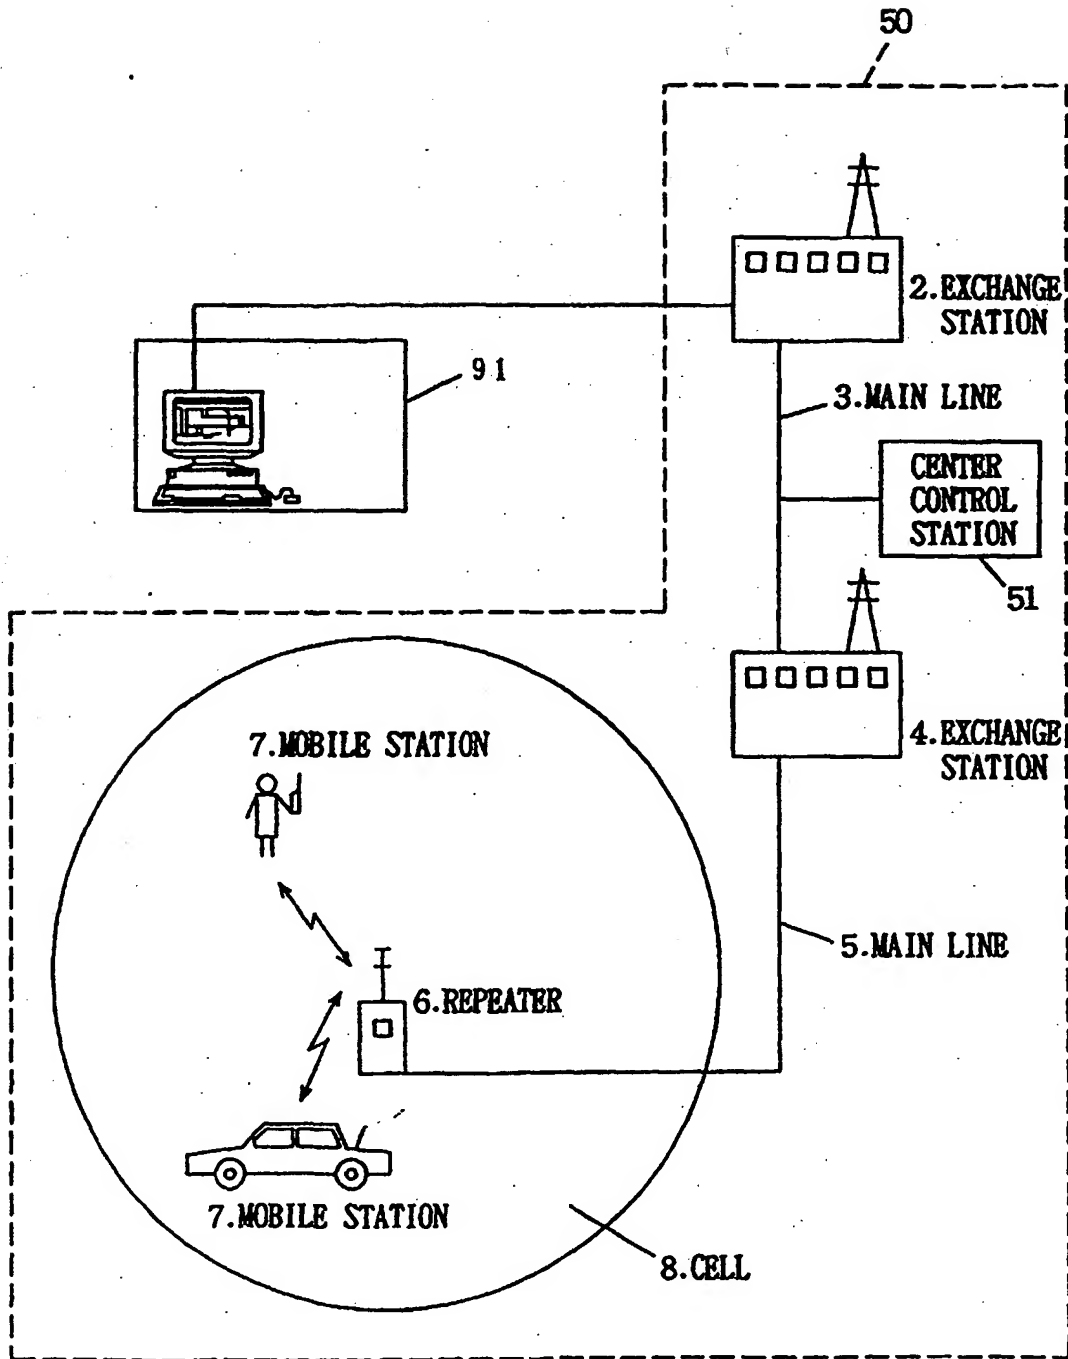 50
2.EXCHANGE
STATION
91
3.MAIN LINE
CENTER
CONTROL
STATION
51
4.EXCHANGE
STATION
7.MOBILE STATION
5.MAIN LINE
6.REPEATER
7.MOBILE STATION
8.CELL